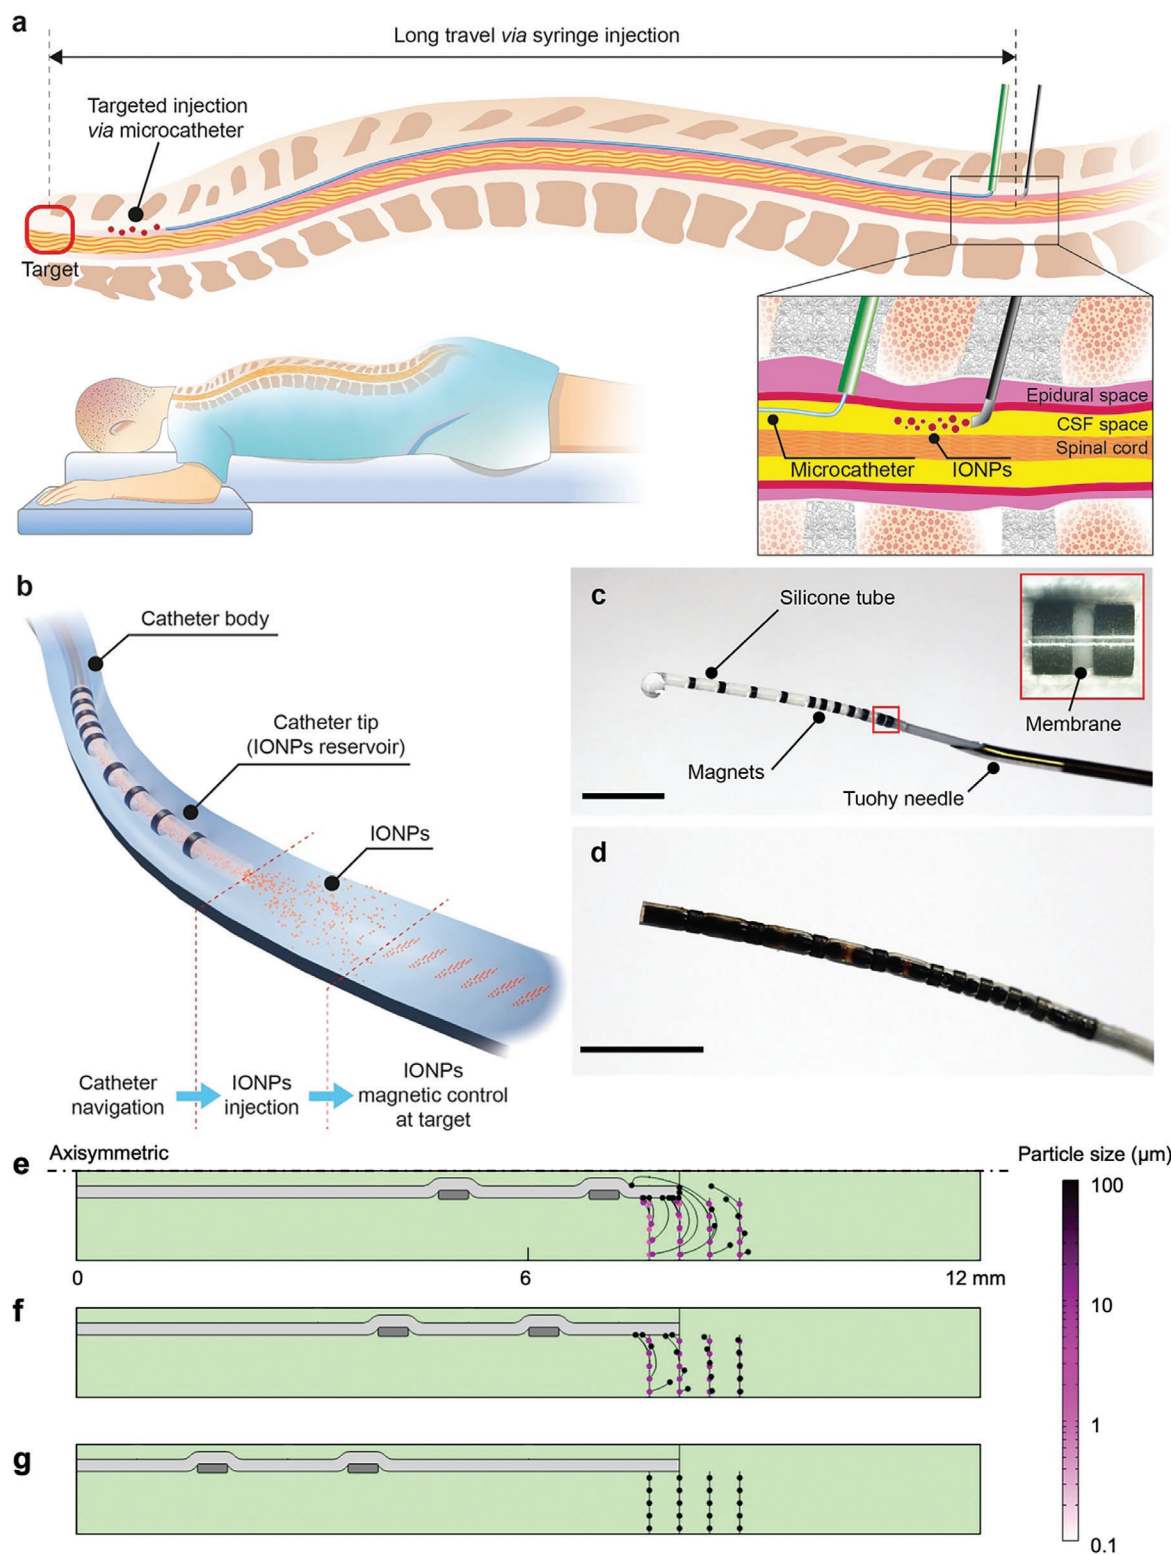 a
Long travel via syringe injection
Targeted injection
via microcatheter
Target
Epidural space
CSF space
Spinal cord
Microcatheter
IONPs
b
Catheter body
Catheter tip
(IONPs reservoir)
IONPs
Catheter
navigation
IONPs
injection
IONPs
magnetic control
at target
c
Silicone tube
Magnets
Tuohy needle
Membrane
d
e
Axisymmetric
0
6
12 mm
f
g
Particle size (µm)
100
10
1
0.1